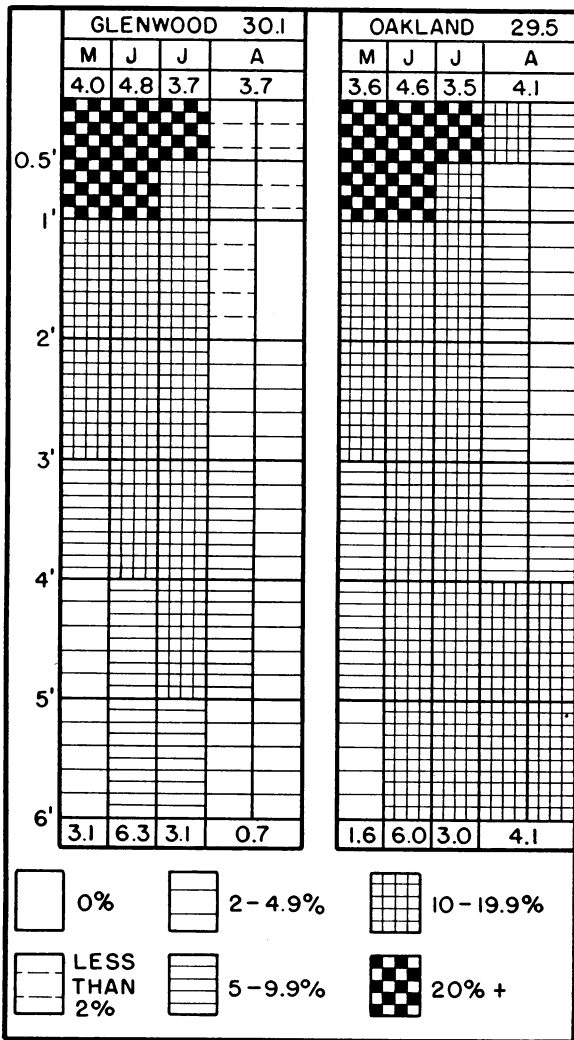 GLENWOOD 30.1 OAKLAND 29.5
M J J A M J J A
4.0 4.8 3.7 3.7 3.6 4.6 3.5 4.1
0.5'
1'
2'
3'
4'
5'
6'
3.1 6.3 3.1 0.7 1.6 6.0 3.0 4.1
0% 2-4.9% 10-19.9%
LESS
THAN
2% 5-9.9% 20% +